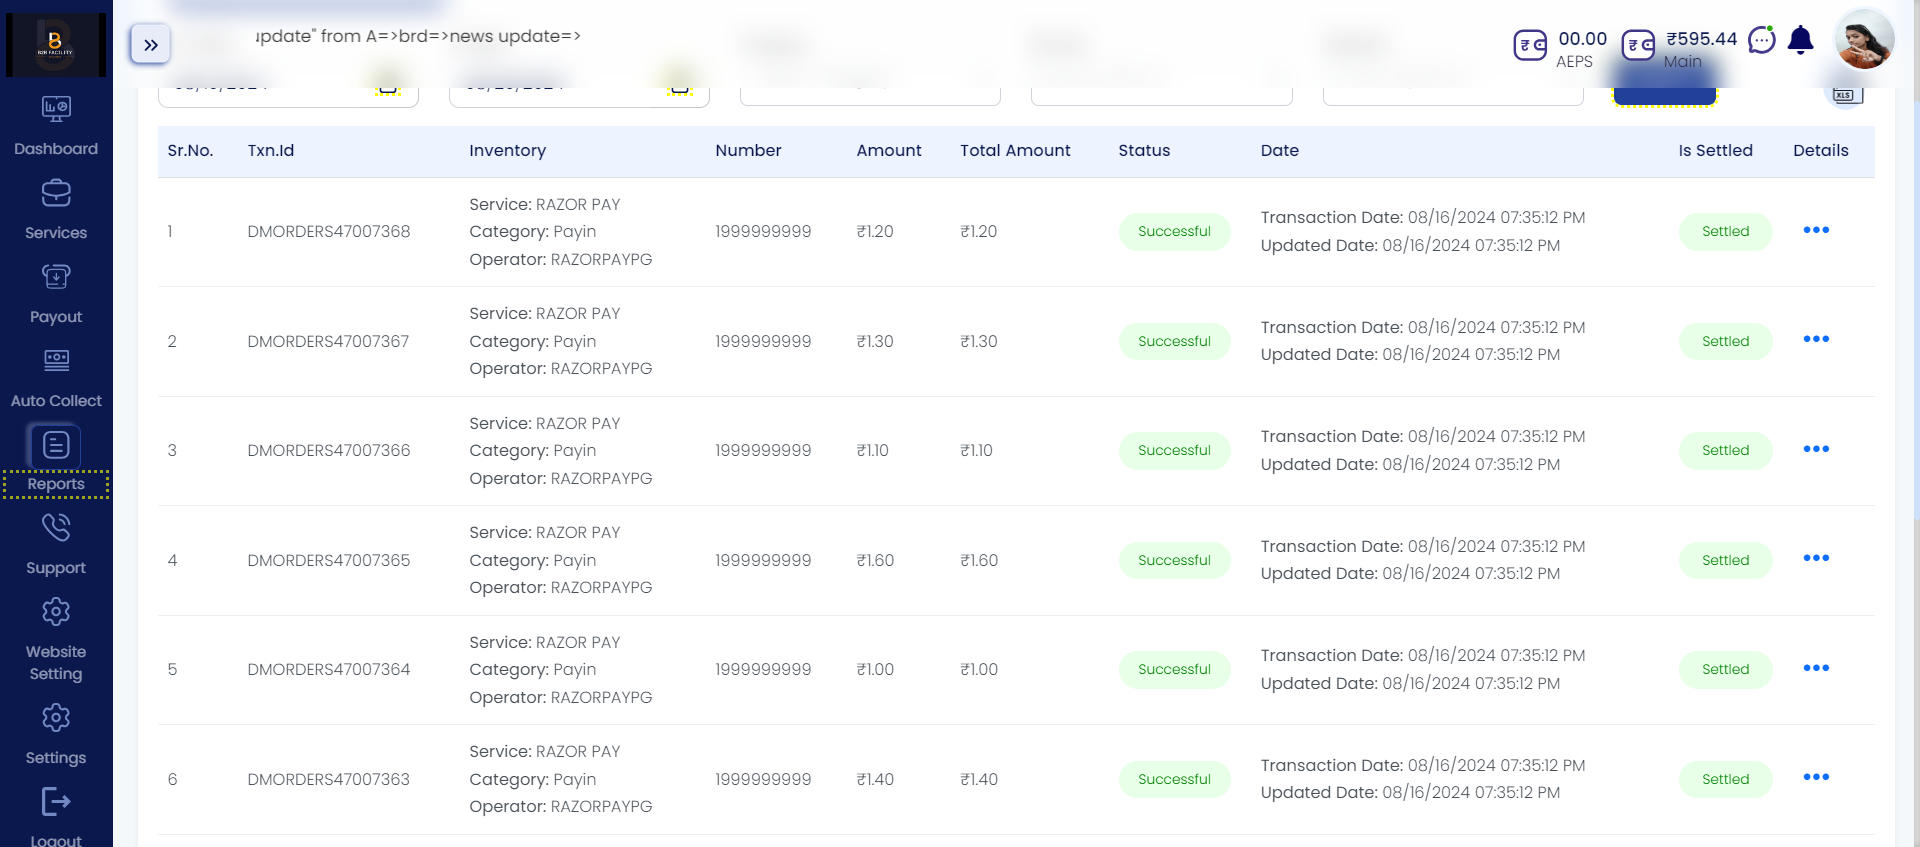 update" from A=>brd=>news update=>
00.00
AEPS
₹595.44
Main
B2B FACILITY
XLS
Dashboard
Services
Payout
Auto Collect
Reports
Support
Website
Setting
Settings
Logout
Sr.No. Txn.Id Inventory Number Amount Total Amount Status Date Is Settled Details
Service: RAZOR PAY
1 DMORDERS47007368 Category: Payin 1999999999 ₹1.20 ₹1.20 Successful Transaction Date: 08/16/2024 07:35:12 PM Settled
Operator: RAZORPAYPG Updated Date: 08/16/2024 07:35:12 PM
Service: RAZOR PAY
2 DMORDERS47007367 Category: Payin 1999999999 ₹1.30 ₹1.30 Successful Transaction Date: 08/16/2024 07:35:12 PM Settled
Operator: RAZORPAYPG Updated Date: 08/16/2024 07:35:12 PM
Service: RAZOR PAY
3 DMORDERS47007366 Category: Payin 1999999999 ₹1.10 ₹1.10 Successful Transaction Date: 08/16/2024 07:35:12 PM Settled
Operator: RAZORPAYPG Updated Date: 08/16/2024 07:35:12 PM
Service: RAZOR PAY
4 DMORDERS47007365 Category: Payin 1999999999 ₹1.60 ₹1.60 Successful Transaction Date: 08/16/2024 07:35:12 PM Settled
Operator: RAZORPAYPG Updated Date: 08/16/2024 07:35:12 PM
Service: RAZOR PAY
5 DMORDERS47007364 Category: Payin 1999999999 ₹1.00 ₹1.00 Successful Transaction Date: 08/16/2024 07:35:12 PM Settled
Operator: RAZORPAYPG Updated Date: 08/16/2024 07:35:12 PM
Service: RAZOR PAY
6 DMORDERS47007363 Category: Payin 1999999999 ₹1.40 ₹1.40 Successful Transaction Date: 08/16/2024 07:35:12 PM Settled
Operator: RAZORPAYPG Updated Date: 08/16/2024 07:35:12 PM